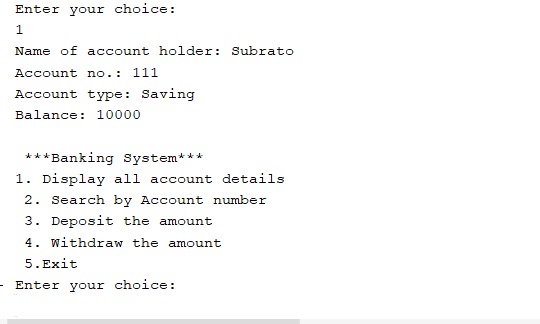 Enter your choice:
1
Name of account holder: Subrato
Account no.: 111
Account type: Saving
Balance: 10000
***Banking System***
1. Display all account details
2. Search by Account number
3. Deposit the amount
4. Withdraw the amount
5.Exit
Enter your choice: